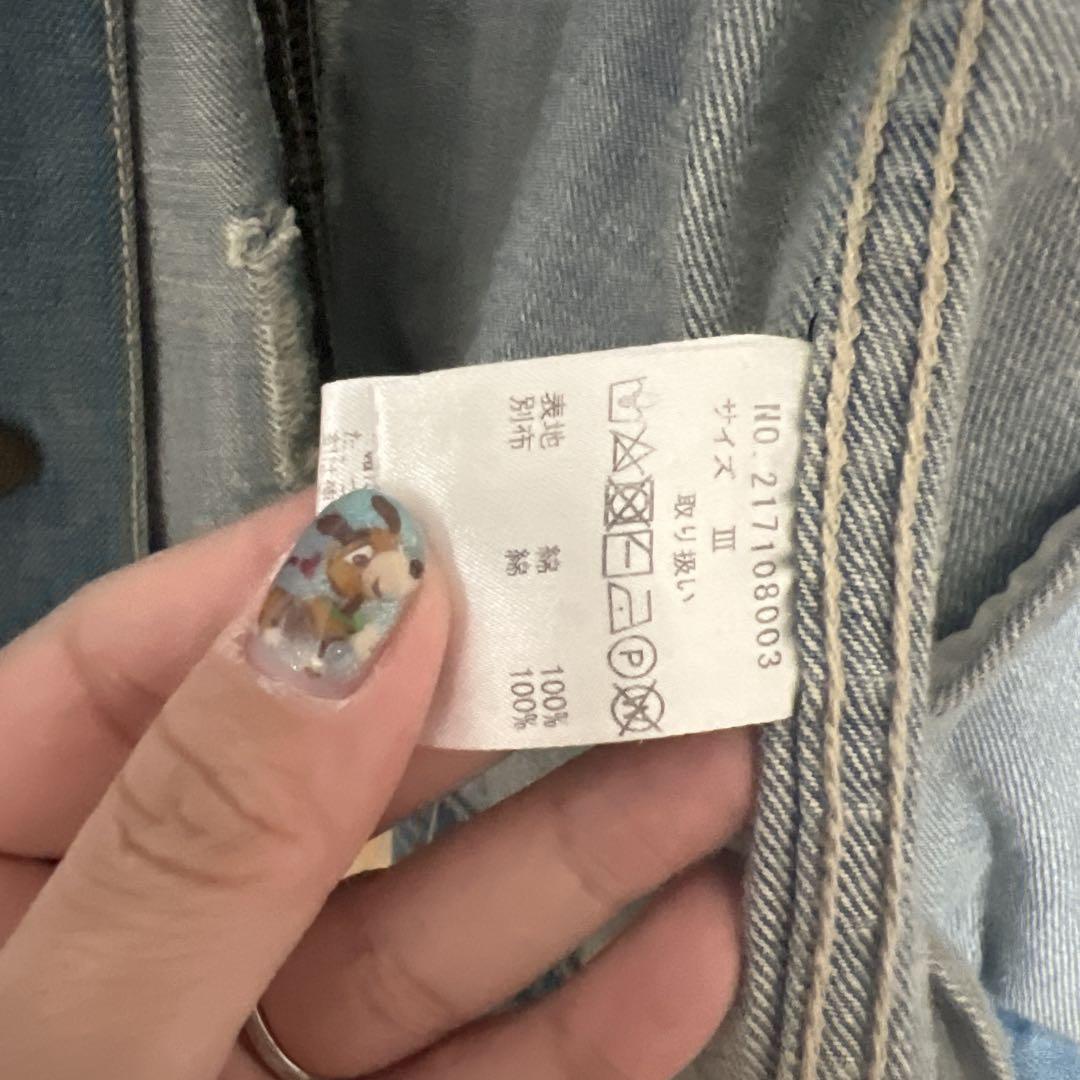 NO.217108003
サイズ Ⅲ
取り扱い
P
W
表地 綿 100%
別布 綿 100%